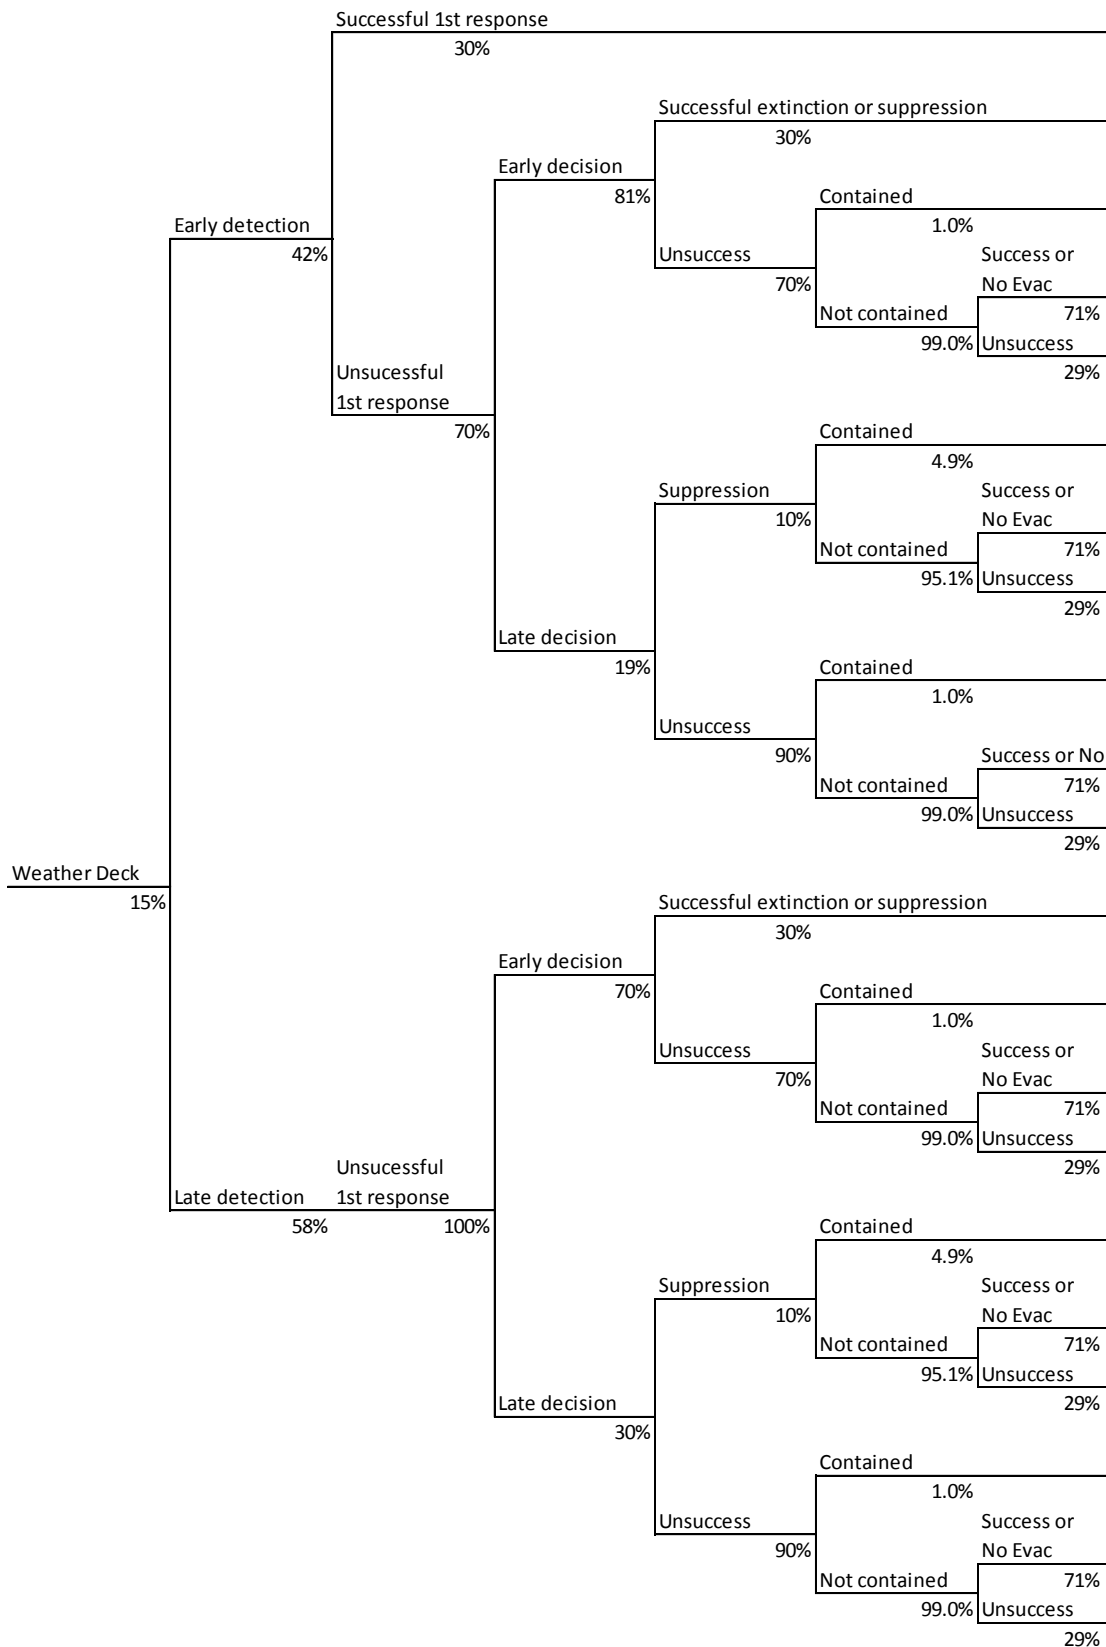 Successful 1st response
30%
Successful extinction or suppression
30%
Early decision
81%
Contained
Early detection
1.0%
42%
Unsuccess
Success or
70%
No Evac
Not contained
71%
99.0%
Unsuccess
Unsucessful
29%
1st response
70%
Contained
4.9%
Suppression
Success or
10%
No Evac
Not contained
71%
95.1%
Unsuccess
29%
Late decision
19%
Contained
1.0%
Unsuccess
90%
Success or No
Not contained
71%
99.0%
Unsuccess
29%
Weather Deck
15%
Successful extinction or suppression
30%
Early decision
70%
Contained
1.0%
Unsuccess
Success or
70%
No Evac
Not contained
71%
99.0%
Unsuccess
Unsucessful
29%
Late detection
1st response
58%
100%
Contained
4.9%
Suppression
Success or
10%
No Evac
Not contained
71%
95.1%
Unsuccess
29%
Late decision
30%
Contained
1.0%
Unsuccess
Success or
90%
No Evac
Not contained
71%
99.0%
Unsuccess
29%